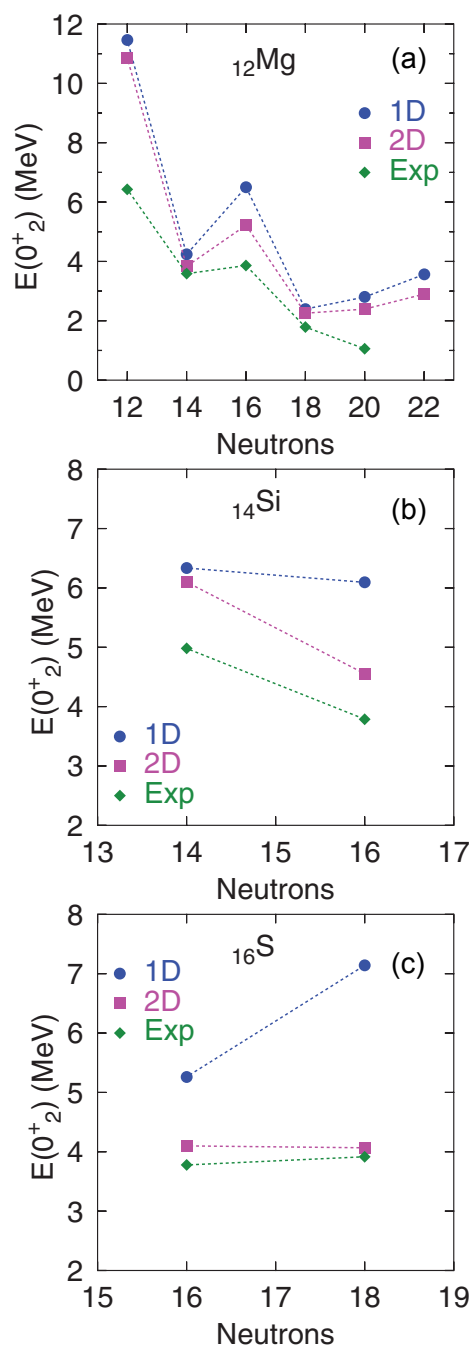 12
10
8
6
4
2
0
E(0⁺₂) (MeV)
₁₂Mg
(a)
1D
2D
Exp
12 14 16 18 20 22
Neutrons
8
7
6
5
4
3
2
E(0⁺₂) (MeV)
₁₄Si
(b)
1D
2D
Exp
13 14 15 16 17
Neutrons
8
7
6
5
4
3
2
E(0⁺₂) (MeV)
₁₆S
(c)
1D
2D
Exp
15 16 17 18 19
Neutrons